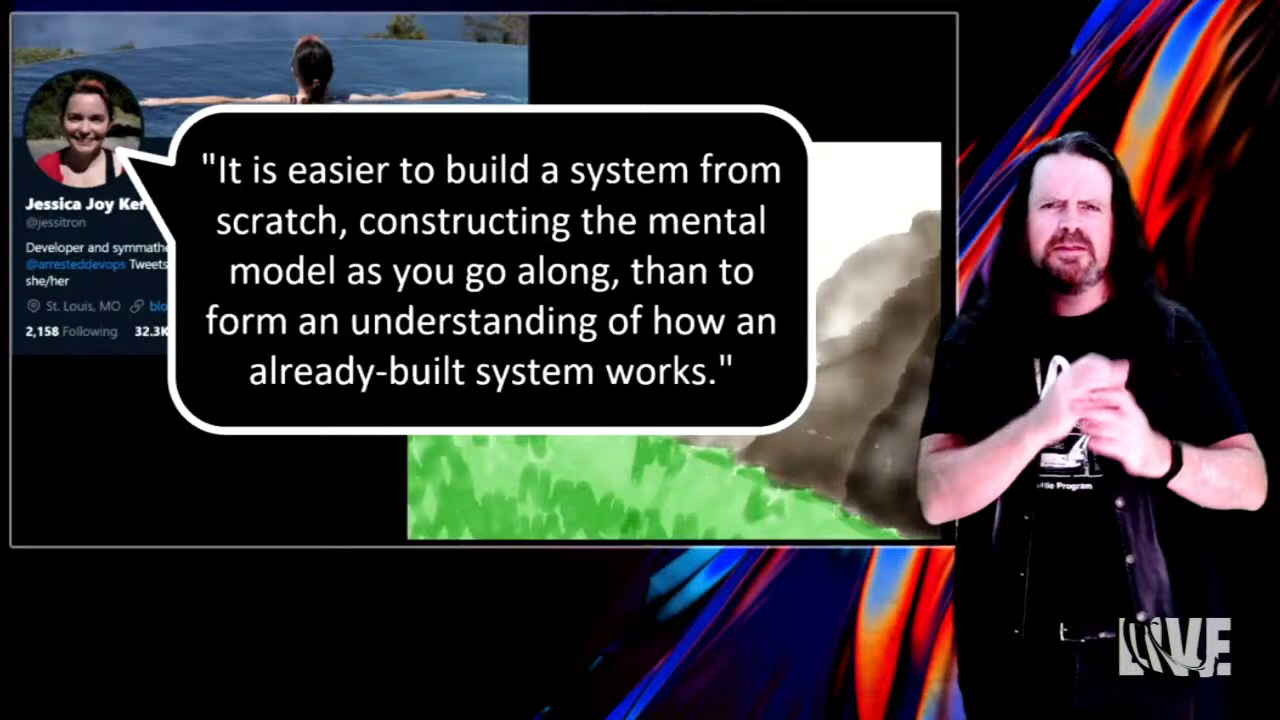 "It is easier to build a system from
scratch, constructing the mental
model as you go along, than to
form an understanding of how an
already-built system works."
Jessica Joy
@jessitron
Developer and
@arresteddevops Tweets
she/her
St. Louis, MO
2,158 Following 32.3K
Program
LIVE